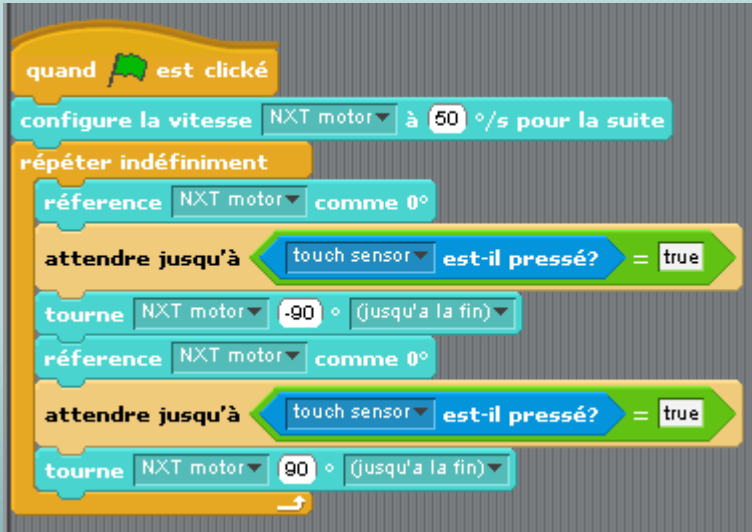 quand est clické
configure la vitesse NXT motor à 50 °/s pour la suite
répéter indéfiniment
réference NXT motor comme 0°
attendre jusqu'à touch sensor est-il pressé? = true
tourne NXT motor -90 ° (jusqu'a la fin)
réference NXT motor comme 0°
attendre jusqu'à touch sensor est-il pressé? = true
tourne NXT motor 90 ° (jusqu'a la fin)